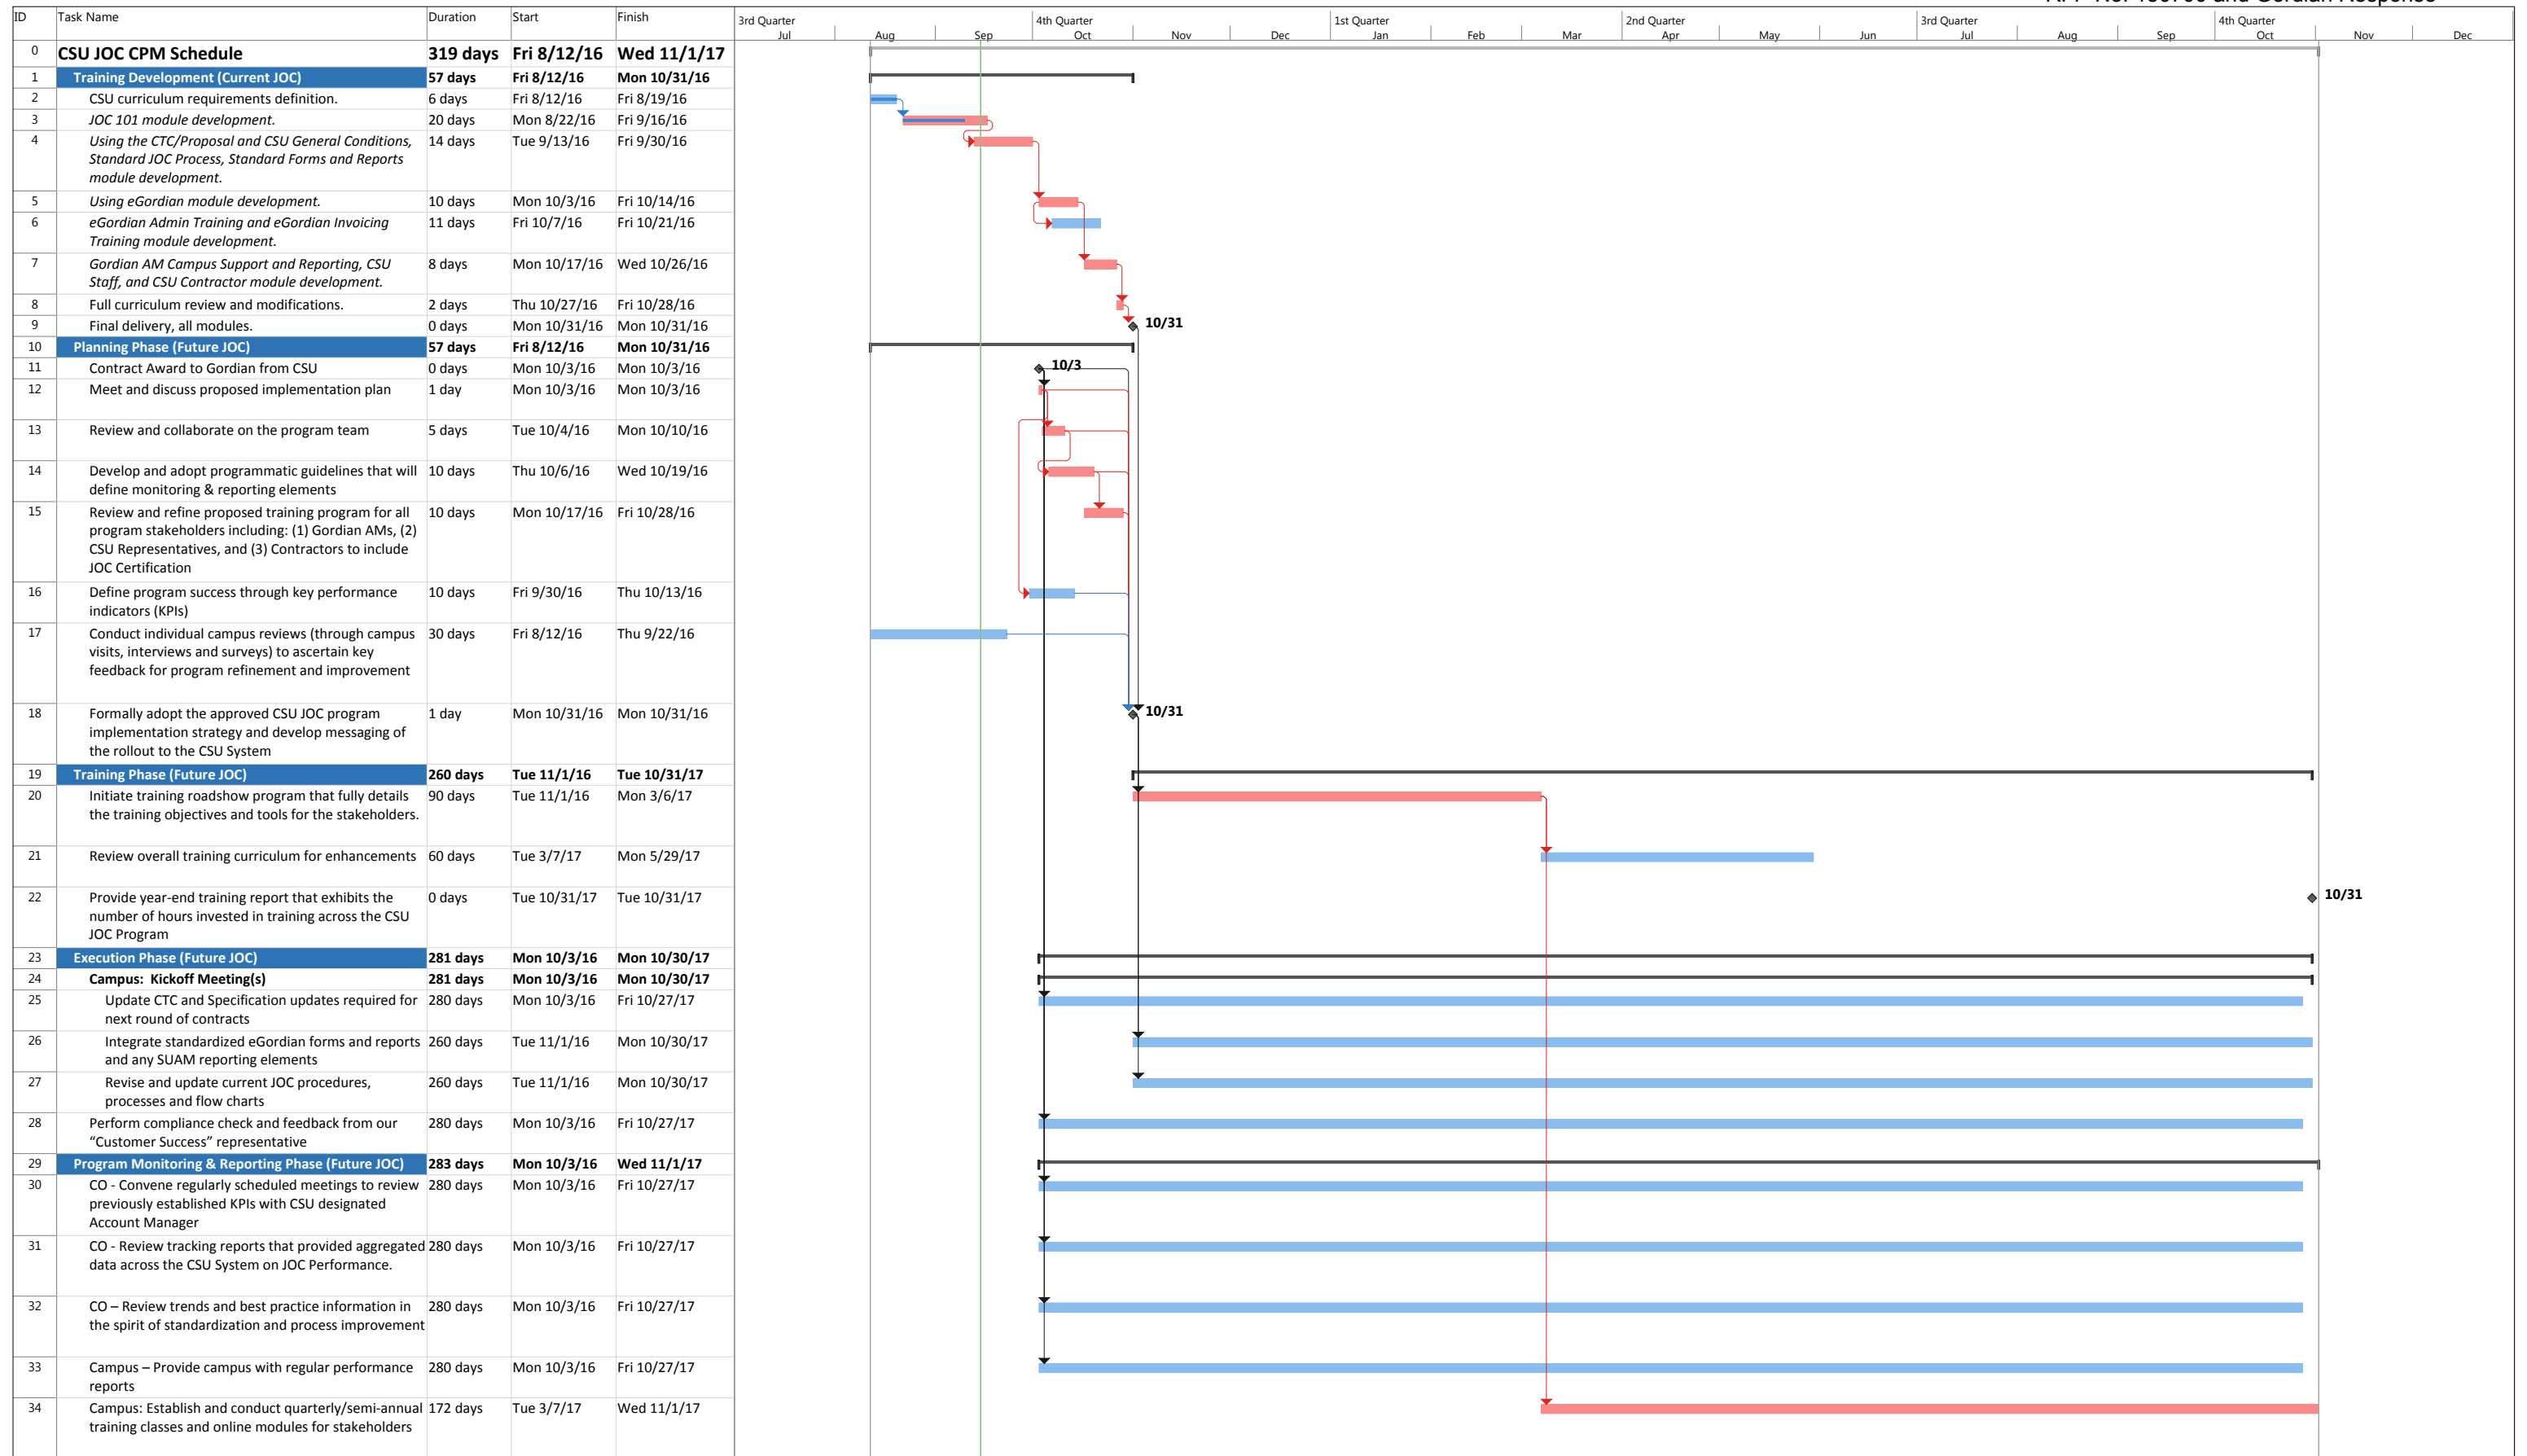 RFP No. and Gordian Response
ID Task Name Duration Start Finish
3rd Quarter 4th Quarter 1st Quarter 2nd Quarter 3rd Quarter 4th Quarter
Jul Aug Sep Oct Nov Dec Jan Feb Mar Apr May Jun Jul Aug Sep Oct Nov Dec
0 CSU JOC CPM Schedule 319 days Fri 8/12/16 Wed 11/1/17
1 Training Development (Current JOC) 57 days Fri 8/12/16 Mon 10/31/16
2 CSU curriculum requirements definition. 6 days Fri 8/12/16 Fri 8/19/16
3 JOC 101 module development. 20 days Mon 8/22/16 Fri 9/16/16
4 Using the CTC/Proposal and CSU General Conditions, 14 days Tue 9/13/16 Fri 9/30/16
Standard JOC Process, Standard Forms and Reports
module development.
5 Using eGordian module development. 10 days Mon 10/3/16 Fri 10/14/16
6 eGordian Admin Training and eGordian Invoicing 11 days Fri 10/7/16 Fri 10/21/16
Training module development.
7 Gordian AM Campus Support and Reporting, CSU 8 days Mon 10/17/16 Wed 10/26/16
Staff, and CSU Contractor module development.
8 Full curriculum review and modifications. 2 days Thu 10/27/16 Fri 10/28/16
9 Final delivery, all modules. 0 days Mon 10/31/16 Mon 10/31/16 10/31
10 Planning Phase (Future JOC) 57 days Fri 8/12/16 Mon 10/31/16
11 Contract Award to Gordian from CSU 0 days Mon 10/3/16 Mon 10/3/16 10/3
12 Meet and discuss proposed implementation plan 1 day Mon 10/3/16 Mon 10/3/16
13 Review and collaborate on the program team 5 days Tue 10/4/16 Mon 10/10/16
14 Develop and adopt programmatic guidelines that will 10 days Thu 10/6/16 Wed 10/19/16
define monitoring & reporting elements
15 Review and refine proposed training program for all 10 days Mon 10/17/16 Fri 10/28/16
program stakeholders including: (1) Gordian AMs, (2)
CSU Representatives, and (3) Contractors to include
JOC Certification
16 Define program success through key performance 10 days Fri 9/30/16 Thu 10/13/16
indicators (KPIs)
17 Conduct individual campus reviews (through campus 30 days Fri 8/12/16 Thu 9/22/16
visits, interviews and surveys) to ascertain key
feedback for program refinement and improvement
18 Formally adopt the approved CSU JOC program 1 day Mon 10/31/16 Mon 10/31/16 10/31
implementation strategy and develop messaging of
the rollout to the CSU System
19 Training Phase (Future JOC) 260 days Tue 11/1/16 Tue 10/31/17
20 Initiate training roadshow program that fully details 90 days Tue 11/1/16 Mon 3/6/17
the training objectives and tools for the stakeholders.
21 Review overall training curriculum for enhancements 60 days Tue 3/7/17 Mon 5/29/17
22 Provide year-end training report that exhibits the 0 days Tue 10/31/17 Tue 10/31/17 10/31
number of hours invested in training across the CSU
JOC Program
23 Execution Phase (Future JOC) 281 days Mon 10/3/16 Mon 10/30/17
24 Campus: Kickoff Meeting(s) 281 days Mon 10/3/16 Mon 10/30/17
25 Update CTC and Specification updates required for 280 days Mon 10/3/16 Fri 10/27/17
next round of contracts
26 Integrate standardized eGordian forms and reports 260 days Tue 11/1/16 Mon 10/30/17
and any SUAM reporting elements
27 Revise and update current JOC procedures, 260 days Tue 11/1/16 Mon 10/30/17
processes and flow charts
28 Perform compliance check and feedback from our 280 days Mon 10/3/16 Fri 10/27/17
“Customer Success” representative
29 Program Monitoring & Reporting Phase (Future JOC) 283 days Mon 10/3/16 Wed 11/1/17
30 CO - Convene regularly scheduled meetings to review 280 days Mon 10/3/16 Fri 10/27/17
previously established KPIs with CSU designated
Account Manager
31 CO - Review tracking reports that provided aggregated 280 days Mon 10/3/16 Fri 10/27/17
data across the CSU System on JOC Performance.
32 CO – Review trends and best practice information in 280 days Mon 10/3/16 Fri 10/27/17
the spirit of standardization and process improvement
33 Campus – Provide campus with regular performance 280 days Mon 10/3/16 Fri 10/27/17
reports
34 Campus: Establish and conduct quarterly/semi-annual 172 days Tue 3/7/17 Wed 11/1/17
training classes and online modules for stakeholders